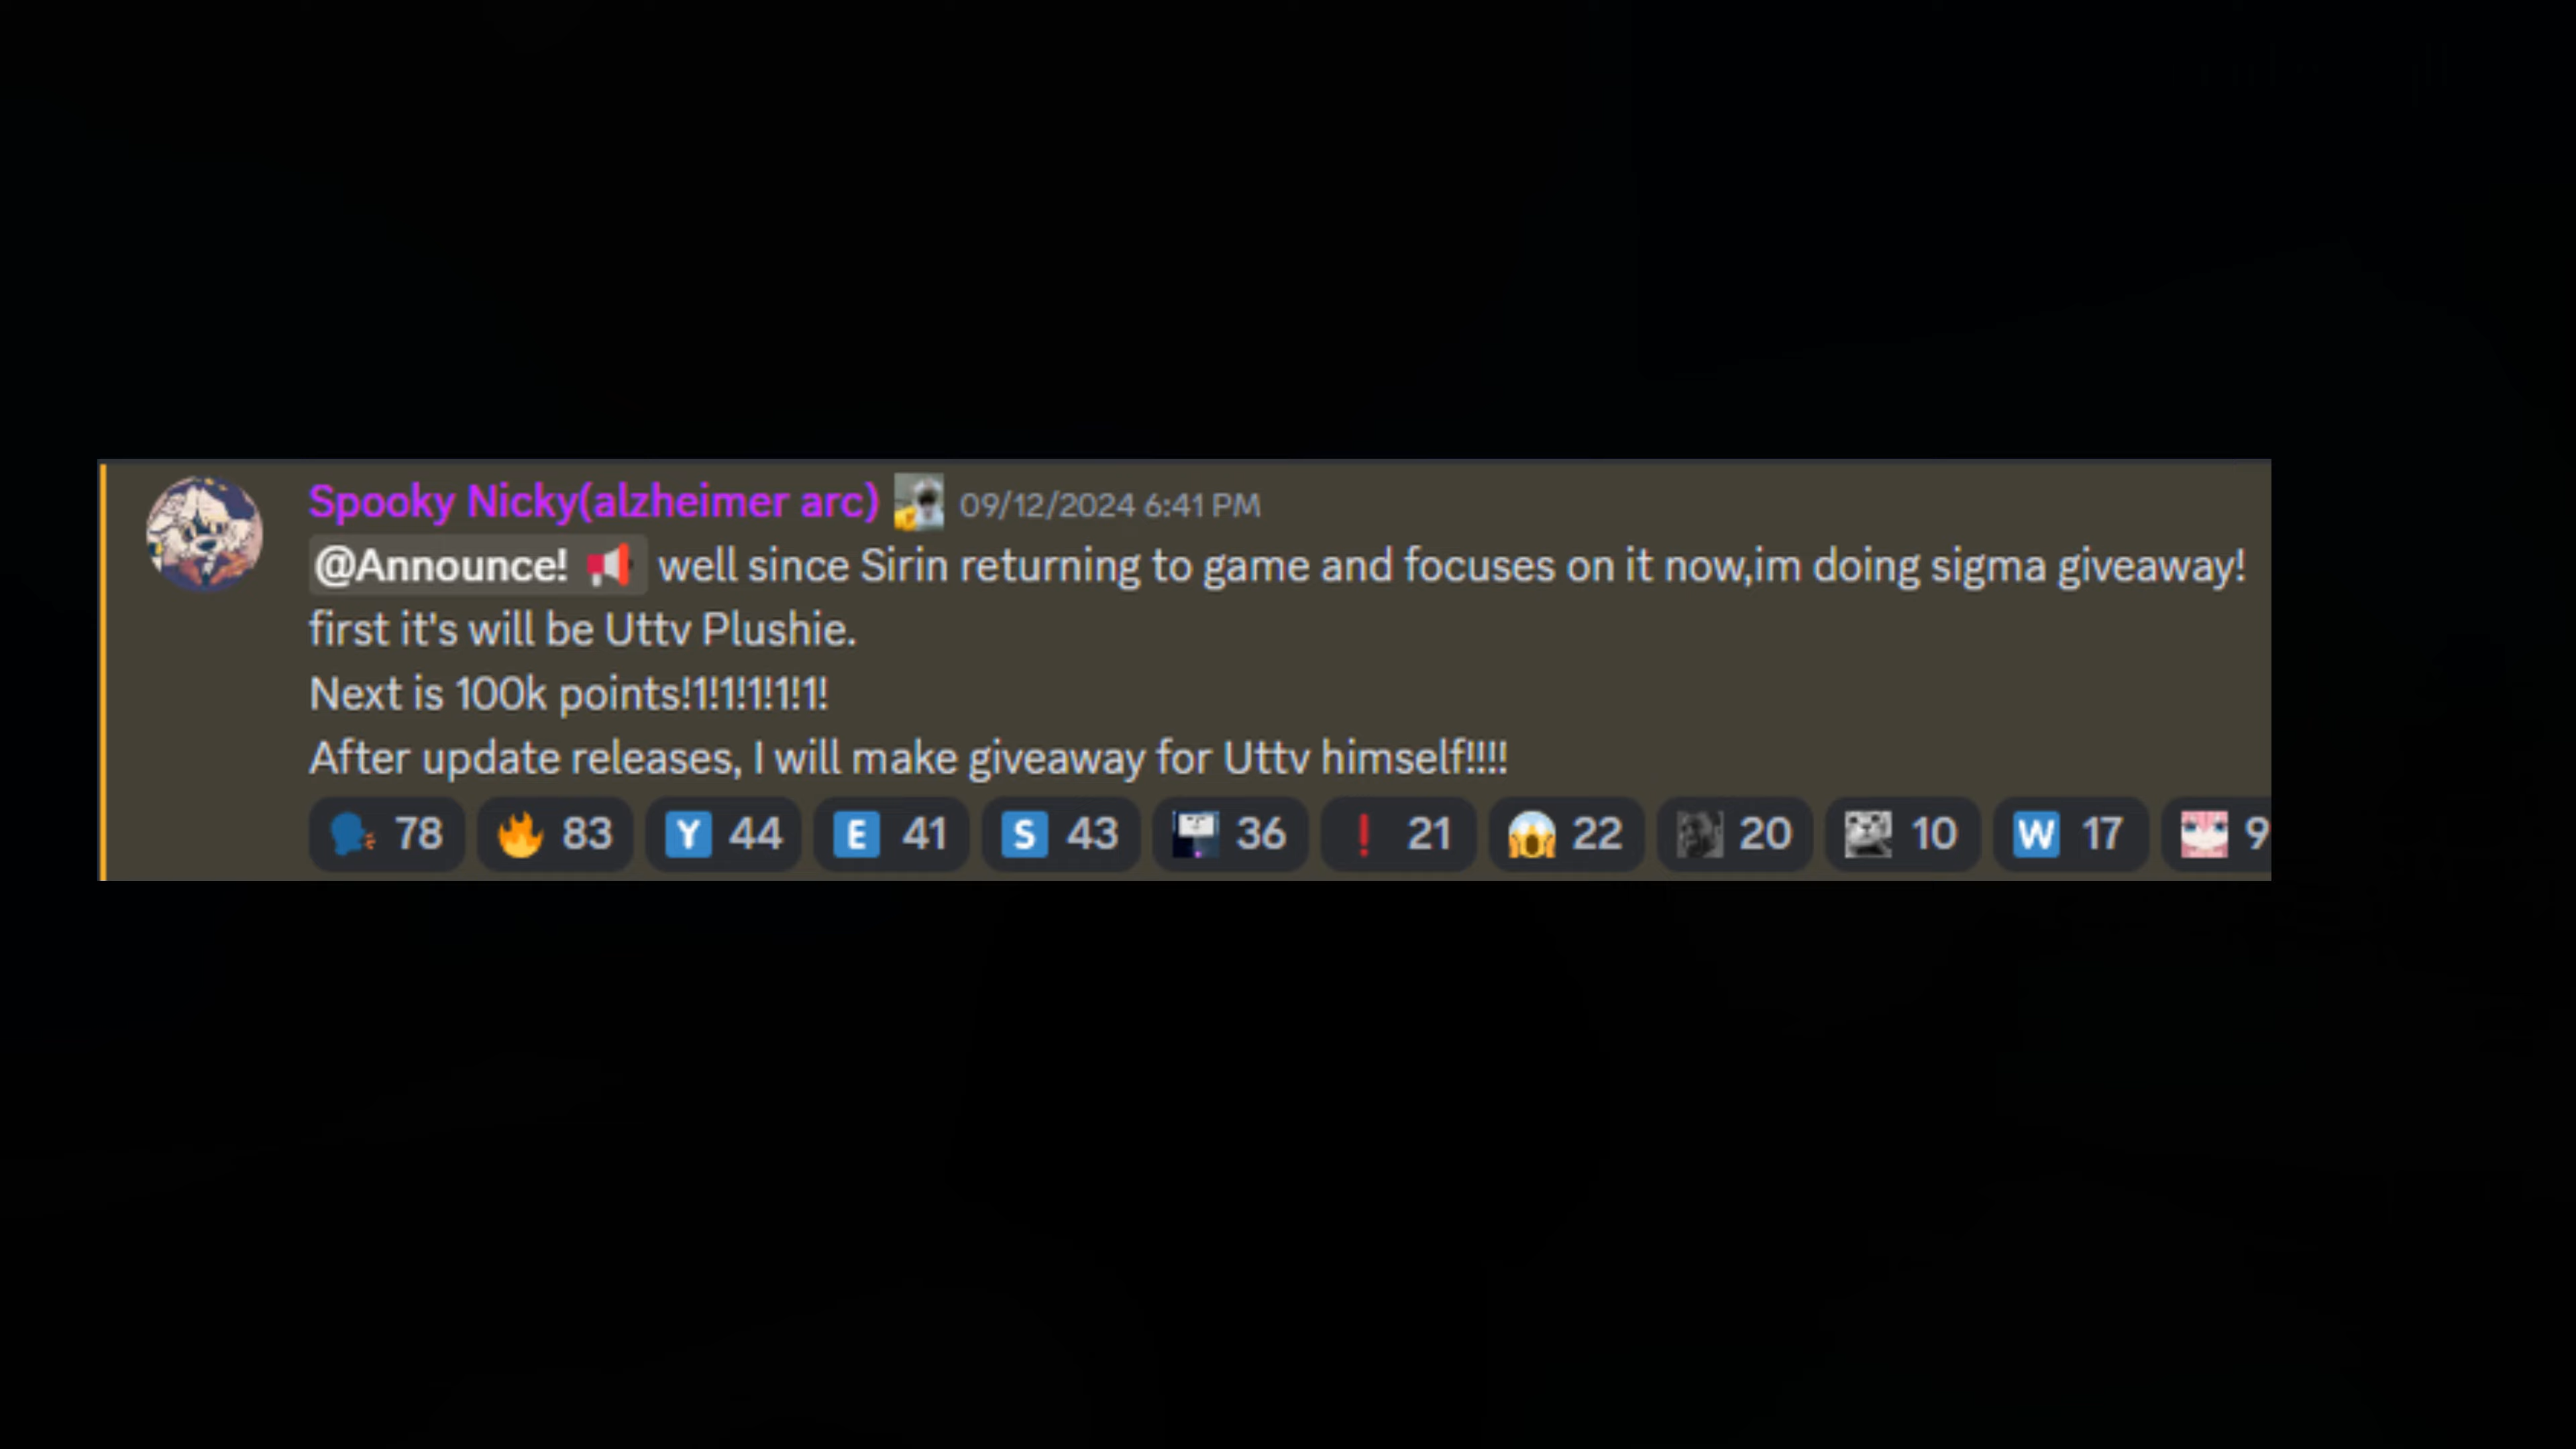 Spooky Nicky(alzheimer arc) 09/12/2024 6:41 PM
@Announce! well since Sirin returning to game and focuses on it now,im doing sigma giveaway!
first it's will be Uttv Plushie.
Next is 100k points!1!1!1!1!1!
After update releases, I will make giveaway for Uttv himself!!!!
78 83 Y 44 E 41 S 43 36 21 22 20 10 W 17 9